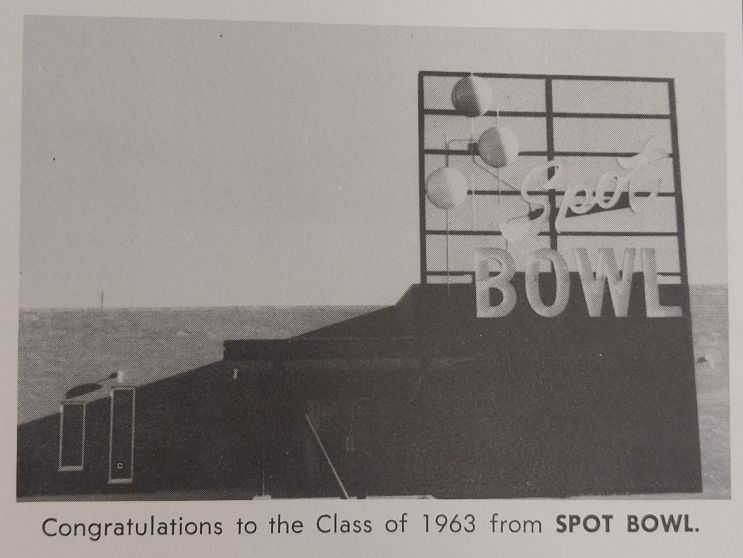 Spot
BOWL
Congratulations to the Class of 1963 from SPOT BOWL.